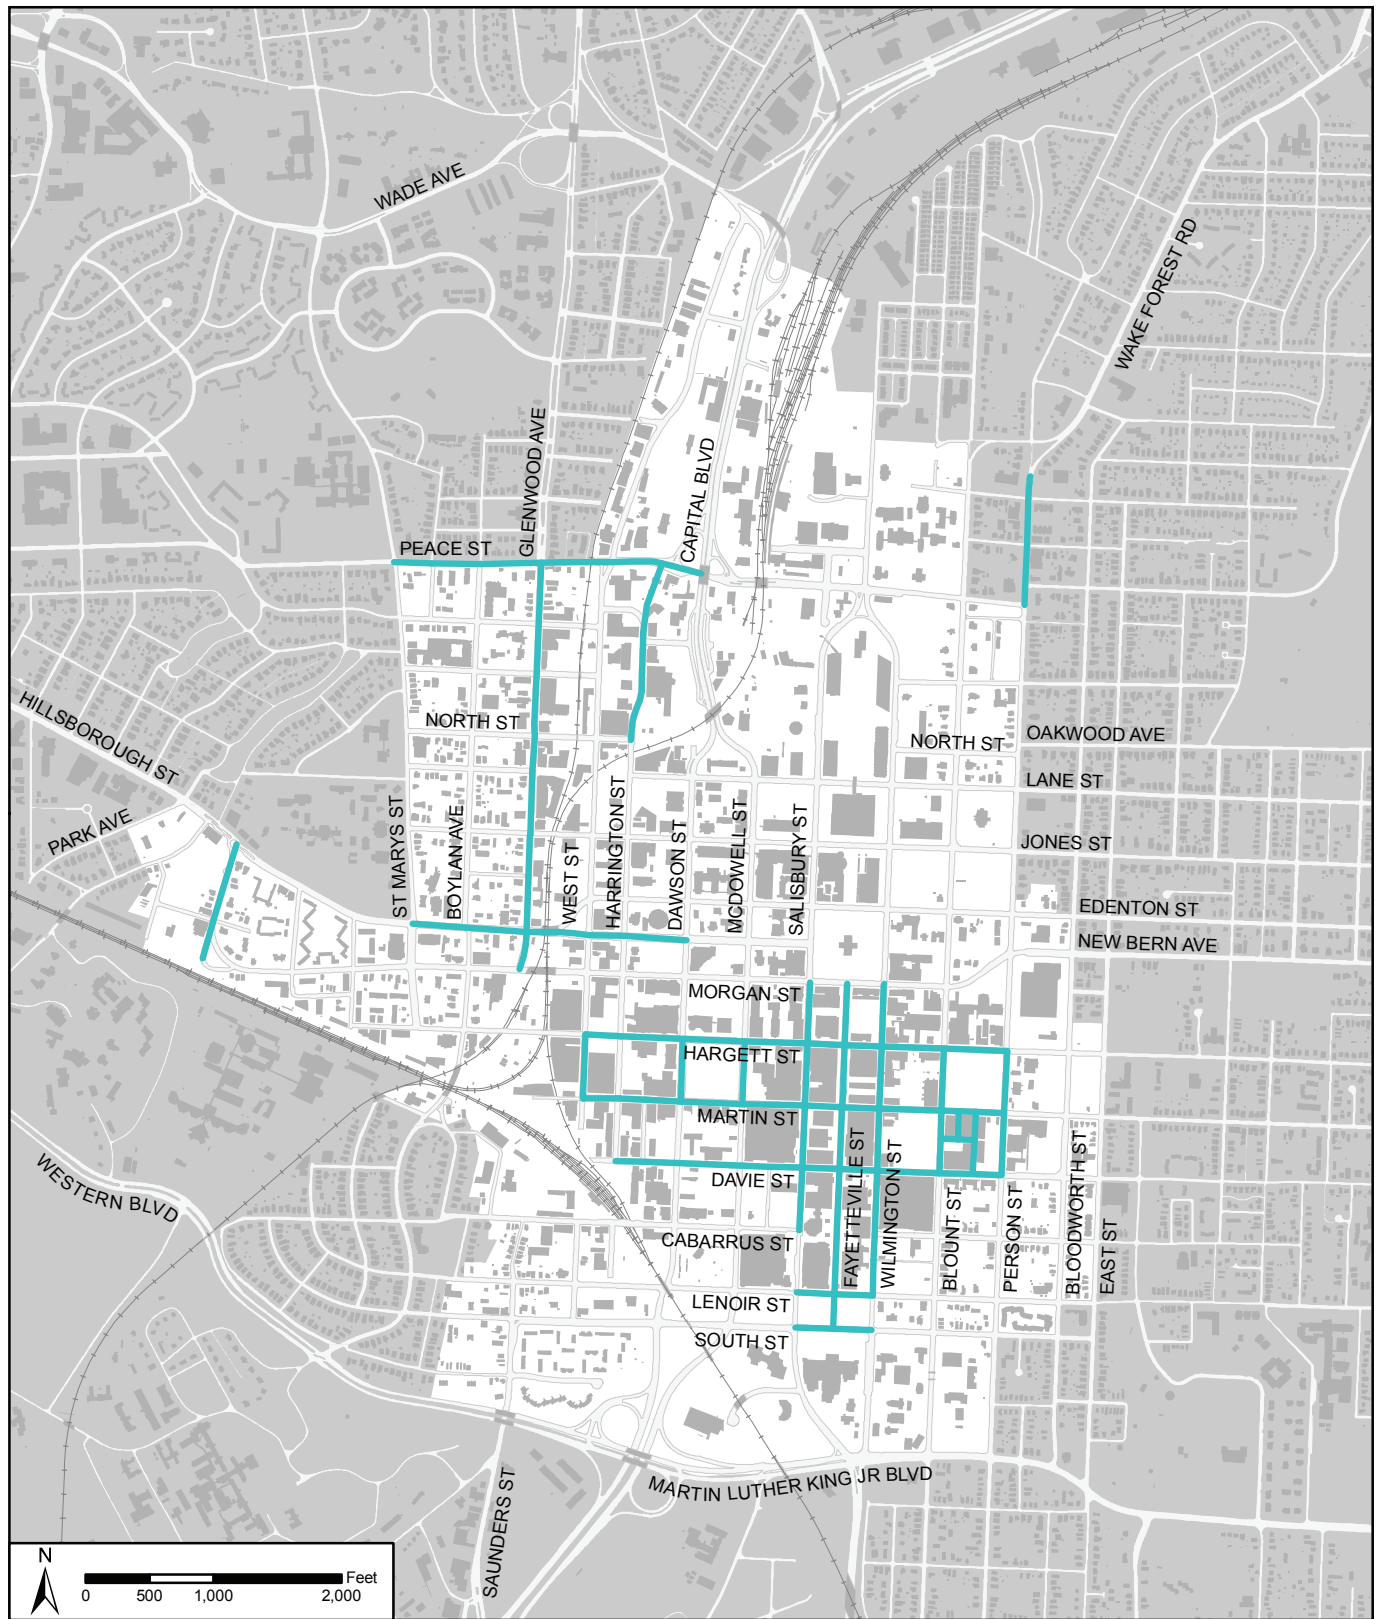 WADE AVE
WAKE FOREST RD
GLENWOOD AVE
CAPITAL BLVD
PEACE ST
HILLSBOROUGH ST
NORTH ST
NORTH ST
OAKWOOD AVE
LANE ST
PARK AVE
ST MARYS ST
BOYLAN AVE
WEST ST
HARRINGTON ST
DAWSON ST
MCDOWELL ST
SALISBURY ST
JONES ST
EDENTON ST
NEW BERN AVE
MORGAN ST
HARGETT ST
MARTIN ST
DAVIE ST
FAYETTEVILLE ST
WILMINGTON ST
BLOUNT ST
PERSON ST
BLOODWORTH ST
EAST ST
WESTERN BLVD
CABARRUS ST
LENOIR ST
SOUTH ST
MARTIN LUTHER KING JR BLVD
SAUNDERS ST
N
Feet
0 500 1,000 2,000